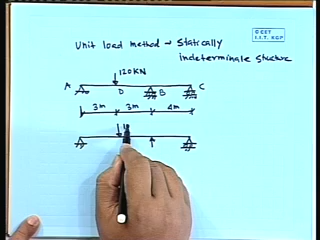 Unit load method → Statically
indeterminate structure
© CET
I.I.T. KGP
120KN
A
D
B
C
3m
3m
4m